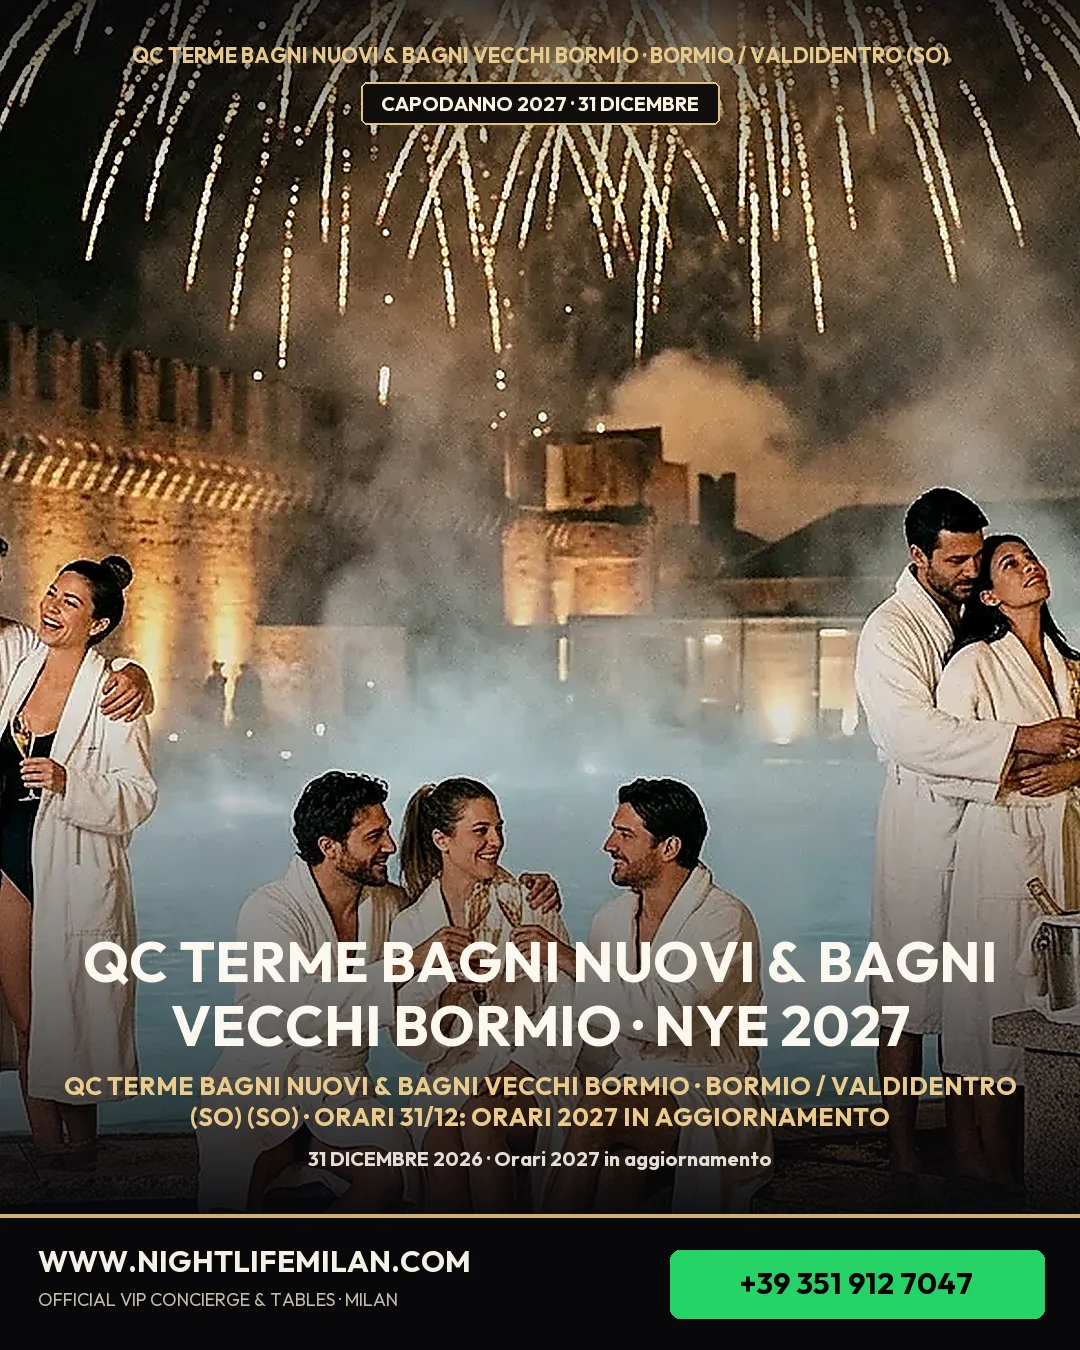 QC TERME BAGNI NUOVI & BAGNI VECCHI BORMIO · BORMIO / VALDIDENTRO (SO)
CAPODANNO 2027 · 31 DICEMBRE
QC TERME BAGNI NUOVI & BAGNI
VECCHI BORMIO · NYE 2027
QC TERME BAGNI NUOVI & BAGNI VECCHI BORMIO · BORMIO / VALDIDENTRO
(SO) (SO) · ORARI 31/12: ORARI 2027 IN AGGIORNAMENTO
31 DICEMBRE 2026 · Orari 2027 in aggiornamento
WWW.NIGHTLIFEMILAN.COM
OFFICIAL VIP CONCIERGE & TABLES · MILAN
+39 351 912 7047